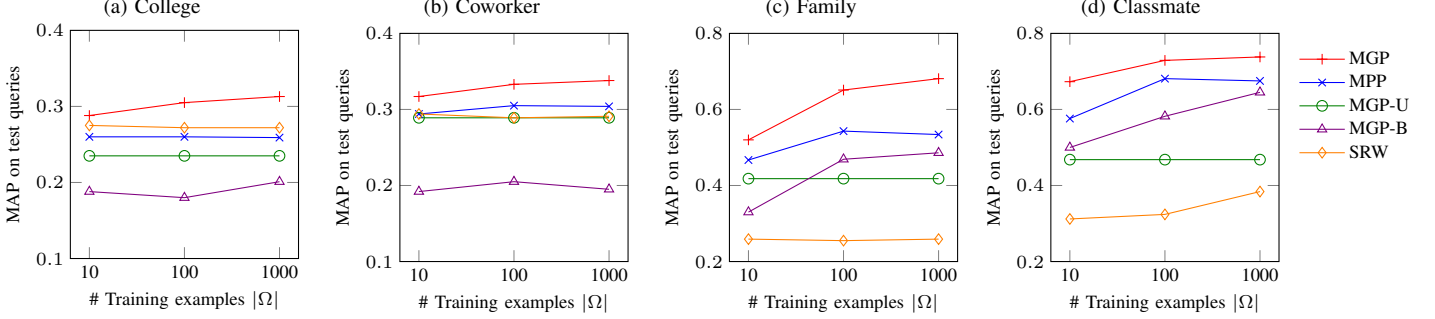 (a) College
0.4
0.3
0.2
0.1
10 100 1000
MAP on test queries
# Training examples |Ω|
(b) Coworker
0.4
0.3
0.2
0.1
10 100 1000
MAP on test queries
# Training examples |Ω|
(c) Family
0.8
0.6
0.4
0.2
10 100 1000
MAP on test queries
# Training examples |Ω|
(d) Classmate
0.8
0.6
0.4
0.2
10 100 1000
MAP on test queries
# Training examples |Ω|
MGP
MPP
MGP-U
MGP-B
SRW